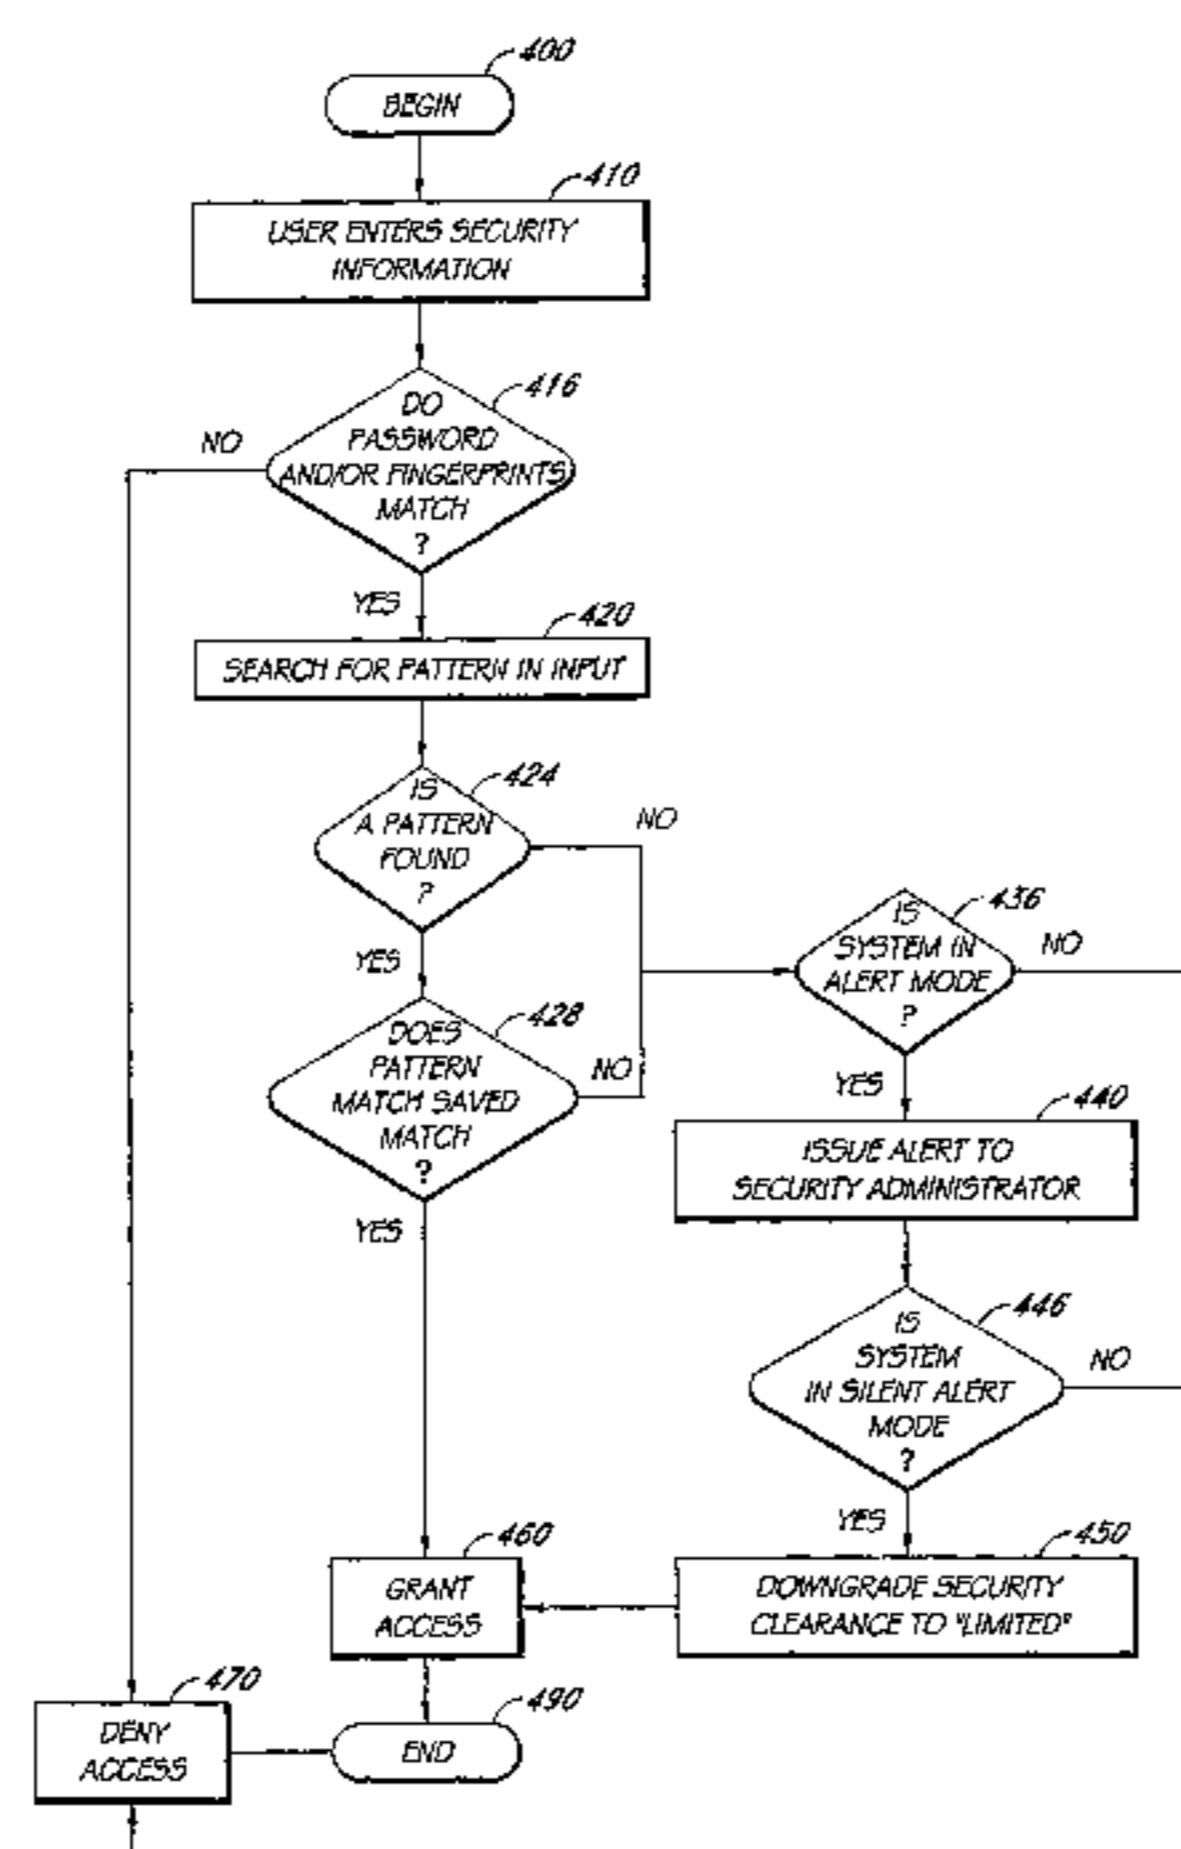 400
BEGIN
410
USER ENTERS SECURITY
INFORMATION
416
DO
PASSWORD
AND/OR FINGERPRINTS
MATCH
?
NO
YES
420
SEARCH FOR PATTERN IN INPUT
424
IS
A PATTERN
FOUND
?
NO
YES
428
DOES
PATTERN
MATCH SAVED
MATCH
?
NO
YES
436
IS
SYSTEM IN
ALERT MODE
?
NO
YES
440
ISSUE ALERT TO
SECURITY ADMINISTRATOR
446
IS
SYSTEM
IN SILENT ALERT
MODE
?
NO
YES
450
DOWNGRADE SECURITY
CLEARANCE TO "LIMITED"
460
GRANT
ACCESS
470
DENY
ACCESS
490
END